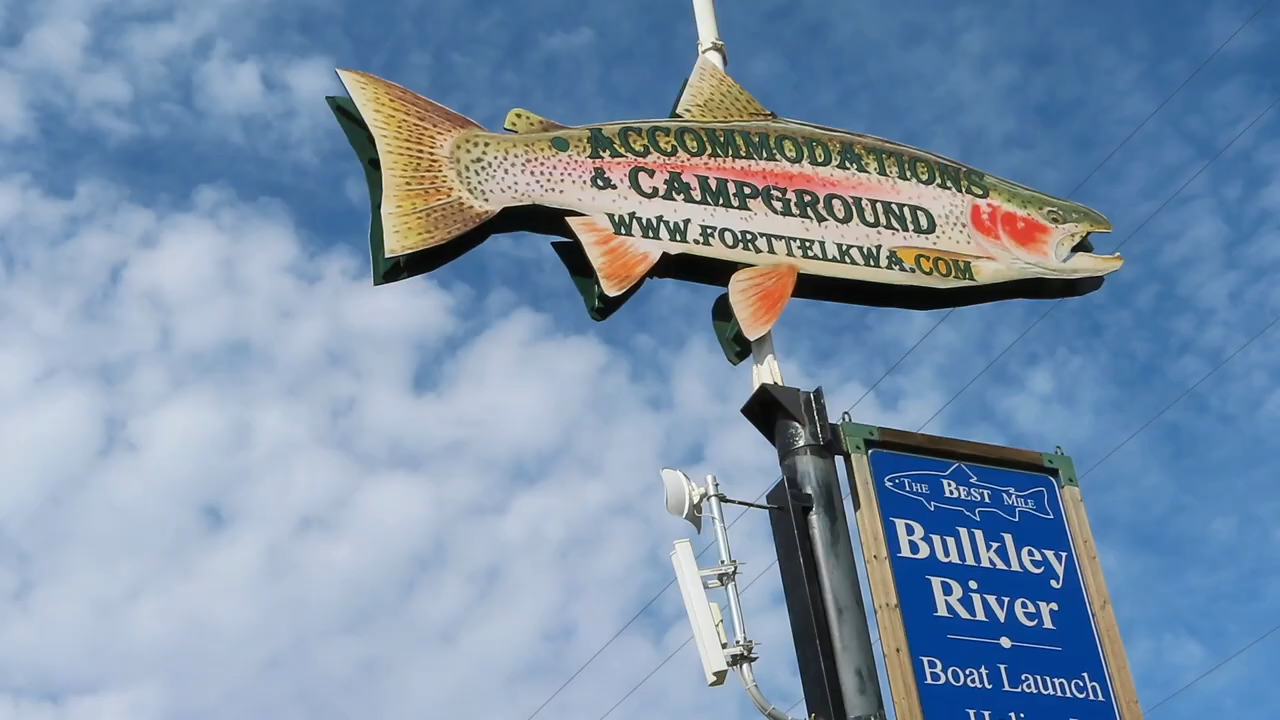 ACCOMMODATIONS
& CAMPGROUND
WWW.FORTTELKWA.COM
THE BEST MILE
Bulkley
River
Boat Launch